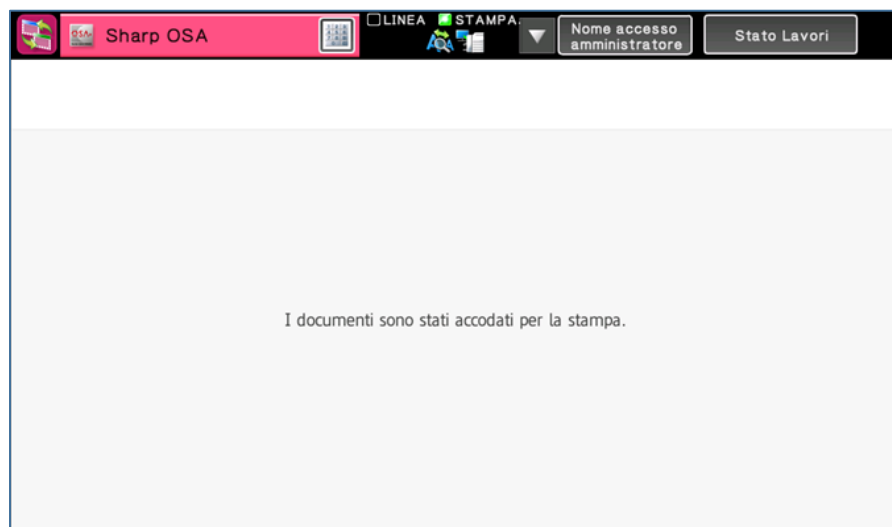 OSA Sharp OSA
LINEA STAMPA.
Nome accesso
amministratore
Stato Lavori
I documenti sono stati accodati per la stampa.